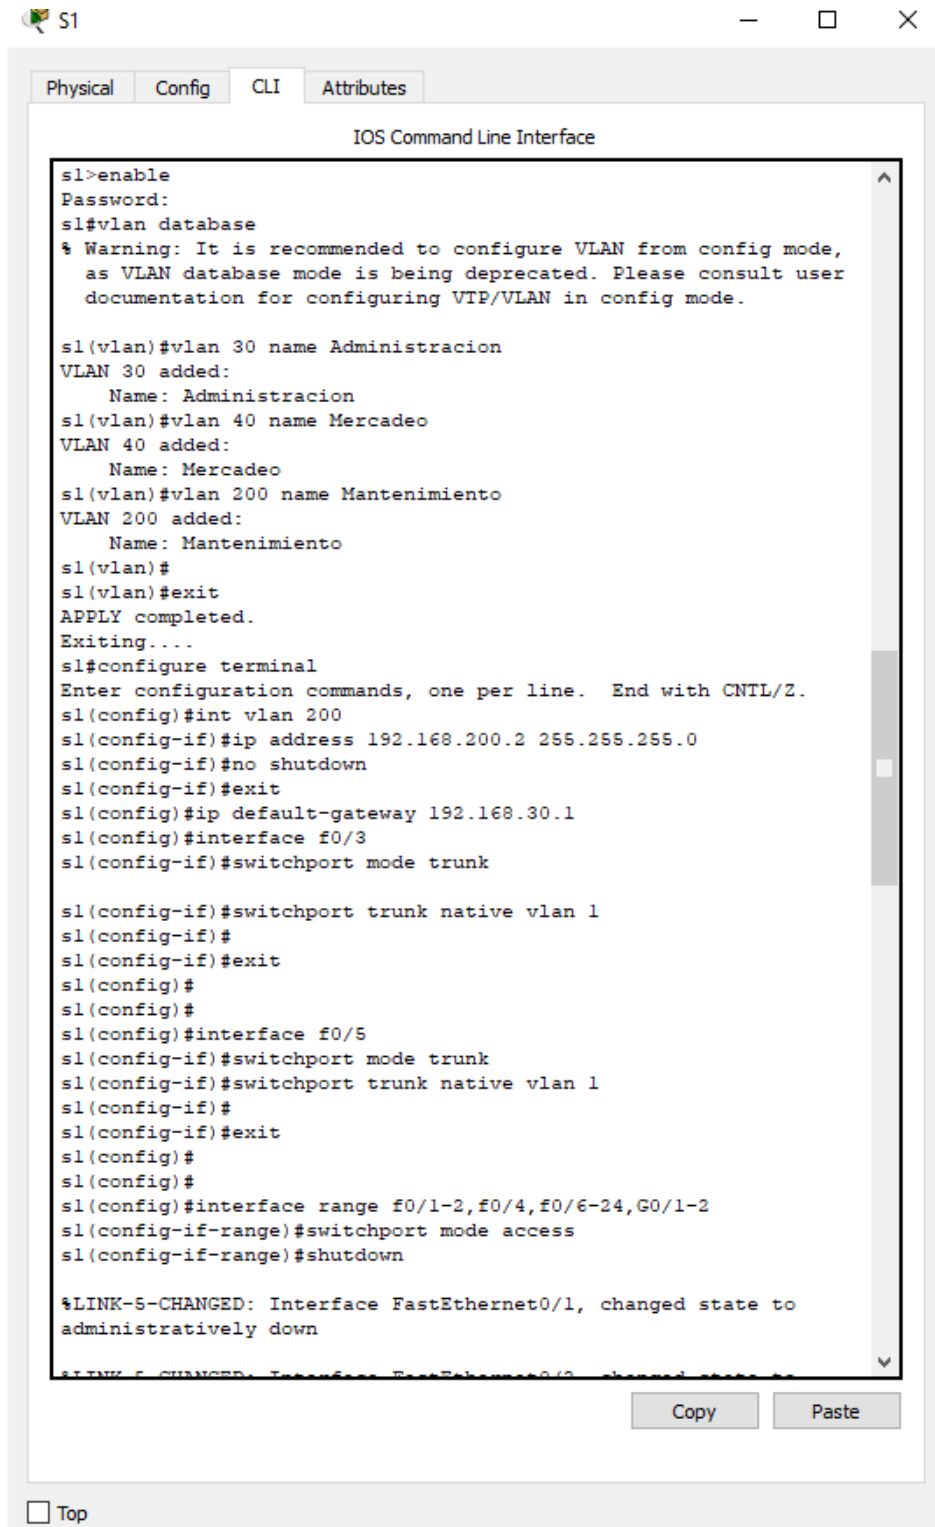 S1
Physical Config CLI Attributes
IOS Command Line Interface
s1>enable
Password:
s1#vlan database
% Warning: It is recommended to configure VLAN from config mode,
as VLAN database mode is being deprecated. Please consult user
documentation for configuring VTP/VLAN in config mode.
s1(vlan)#vlan 30 name Administracion
VLAN 30 added:
Name: Administracion
s1(vlan)#vlan 40 name Mercadeo
VLAN 40 added:
Name: Mercadeo
s1(vlan)#vlan 200 name Mantenimiento
VLAN 200 added:
Name: Mantenimiento
s1(vlan)#
s1(vlan)#exit
APPLY completed.
Exiting....
s1#configure terminal
Enter configuration commands, one per line.  End with CNTL/Z.
s1(config)#int vlan 200
s1(config-if)#ip address 192.168.200.2 255.255.255.0
s1(config-if)#no shutdown
s1(config-if)#exit
s1(config)#ip default-gateway 192.168.30.1
s1(config)#interface f0/3
s1(config-if)#switchport mode trunk
s1(config-if)#switchport trunk native vlan 1
s1(config-if)#
s1(config-if)#exit
s1(config)#
s1(config)#
s1(config)#interface f0/5
s1(config-if)#switchport mode trunk
s1(config-if)#switchport trunk native vlan 1
s1(config-if)#
s1(config-if)#exit
s1(config)#
s1(config)#
s1(config)#interface range f0/1-2,f0/4,f0/6-24,G0/1-2
s1(config-if-range)#switchport mode access
s1(config-if-range)#shutdown
%LINK-5-CHANGED: Interface FastEthernet0/1, changed state to
administratively down
%LINK-5-CHANGED: Interface FastEthernet0/2, changed state to
Copy Paste
Top